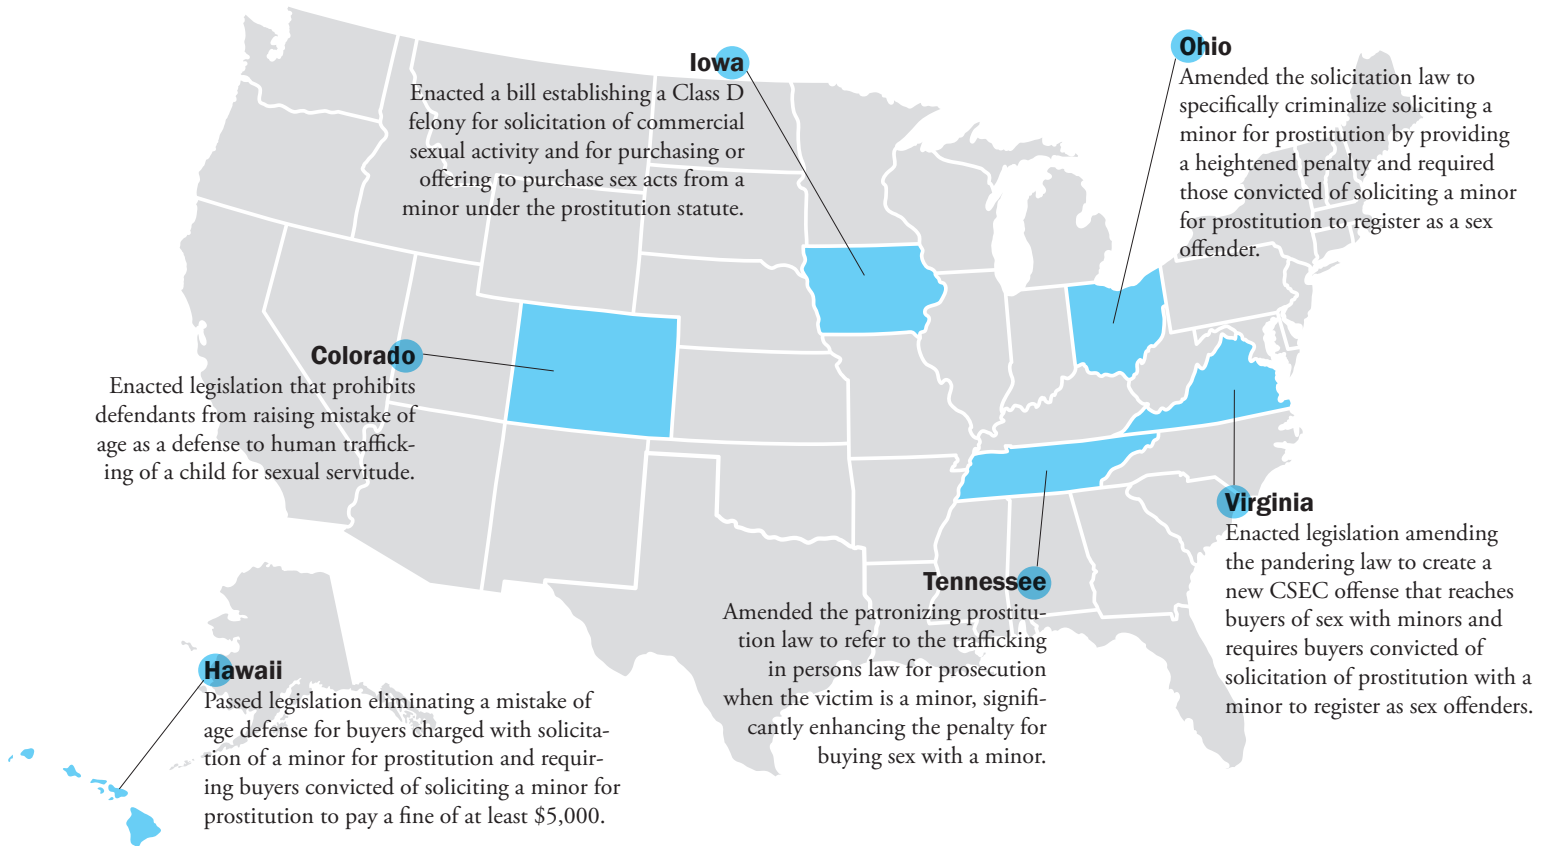 Iowa
Enacted a bill establishing a Class D
felony for solicitation of commercial
sexual activity and for purchasing or
offering to purchase sex acts from a
minor under the prostitution statute.
Ohio
Amended the solicitation law to
specifically criminalize soliciting a
minor for prostitution by providing
a heightened penalty and required
those convicted of soliciting a minor
for prostitution to register as a sex
offender.
Colorado
Enacted legislation that prohibits
defendants from raising mistake of
age as a defense to human traffick-
ing of a child for sexual servitude.
Virginia
Enacted legislation amending
the pandering law to create a
new CSEC offense that reaches
buyers of sex with minors and
requires buyers convicted of
solicitation of prostitution with a
minor to register as sex offenders.
Tennessee
Amended the patronizing prostitu-
tion law to refer to the trafficking
in persons law for prosecution
when the victim is a minor, signifi-
cantly enhancing the penalty for
buying sex with a minor.
Hawaii
Passed legislation eliminating a mistake of
age defense for buyers charged with solicita-
tion of a minor for prostitution and requir-
ing buyers convicted of soliciting a minor for
prostitution to pay a fine of at least $5,000.